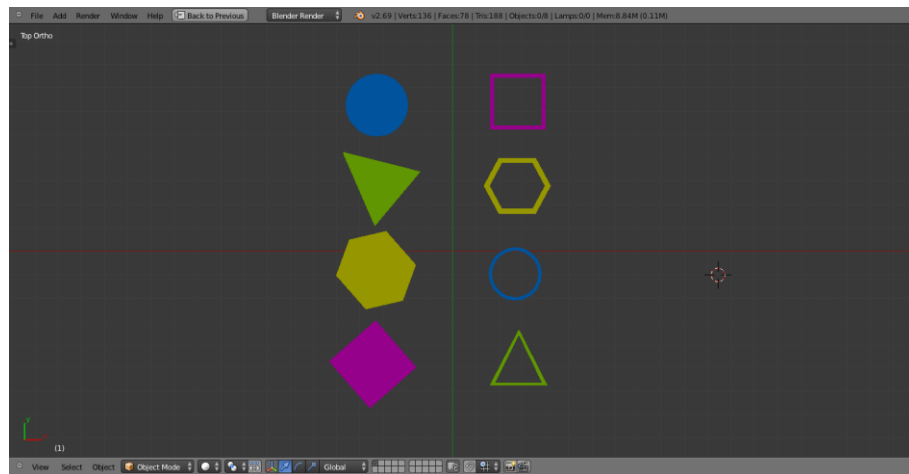 File Add Render Window Help Back to Previous Blender Render v2.69 | Verts:136 | Faces:78 | Tris:188 | Objects:0/8 | Lamps:0/0 | Mem:8.84M (0.11M)
Top Ortho
Y
(1)
View Select Object Object Mode Global